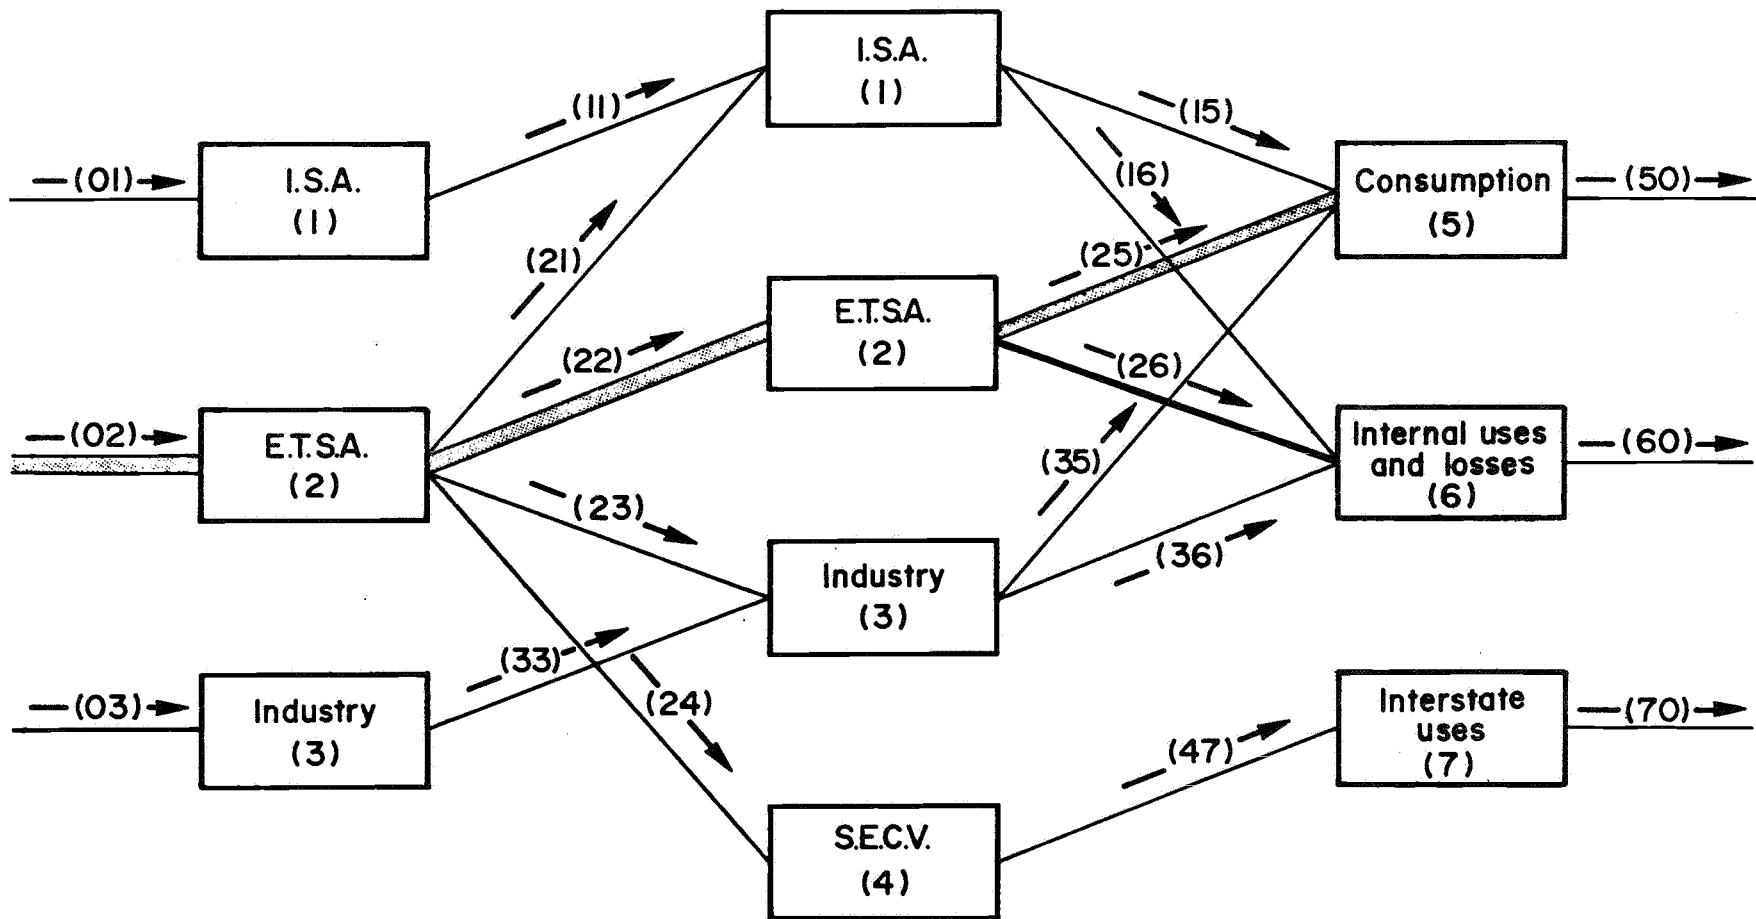 I.S.A.
(1)
(11)
(15)
(01)
I.S.A.
(1)
(16)
Consumption
(5)
(50)
(21)
(25)
E.T.S.A.
(2)
(22)
(26)
(02)
E.T.S.A.
(2)
(35)
Internal uses
and losses
(6)
(60)
(23)
(36)
Industry
(3)
(33)
(24)
(03)
Industry
(3)
(47)
Interstate
uses
(7)
(70)
S.E.C.V.
(4)